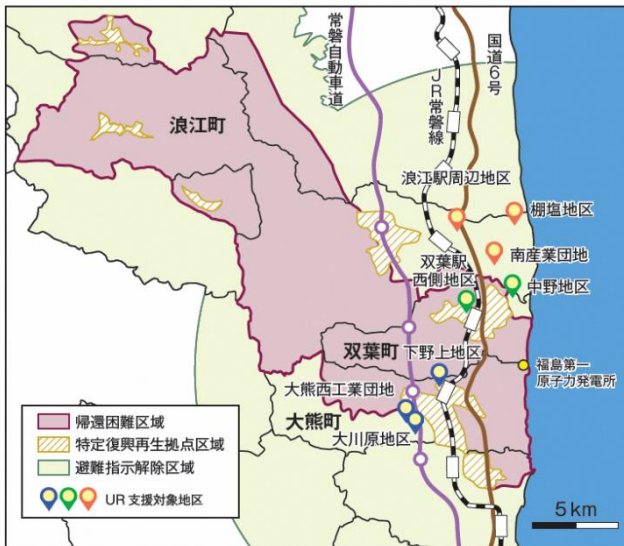 常磐自動車道
JR常磐線
国道6号
浪江町
浪江駅周辺地区
棚塩地区
南産業団地
双葉駅
西側地区
中野地区
双葉町
下野上地区
福島第一
原子力発電所
大熊西工業団地
大熊町
大川原地区
帰還困難区域
特定復興再生拠点区域
避難指示解除区域
UR支援対象地区
5km